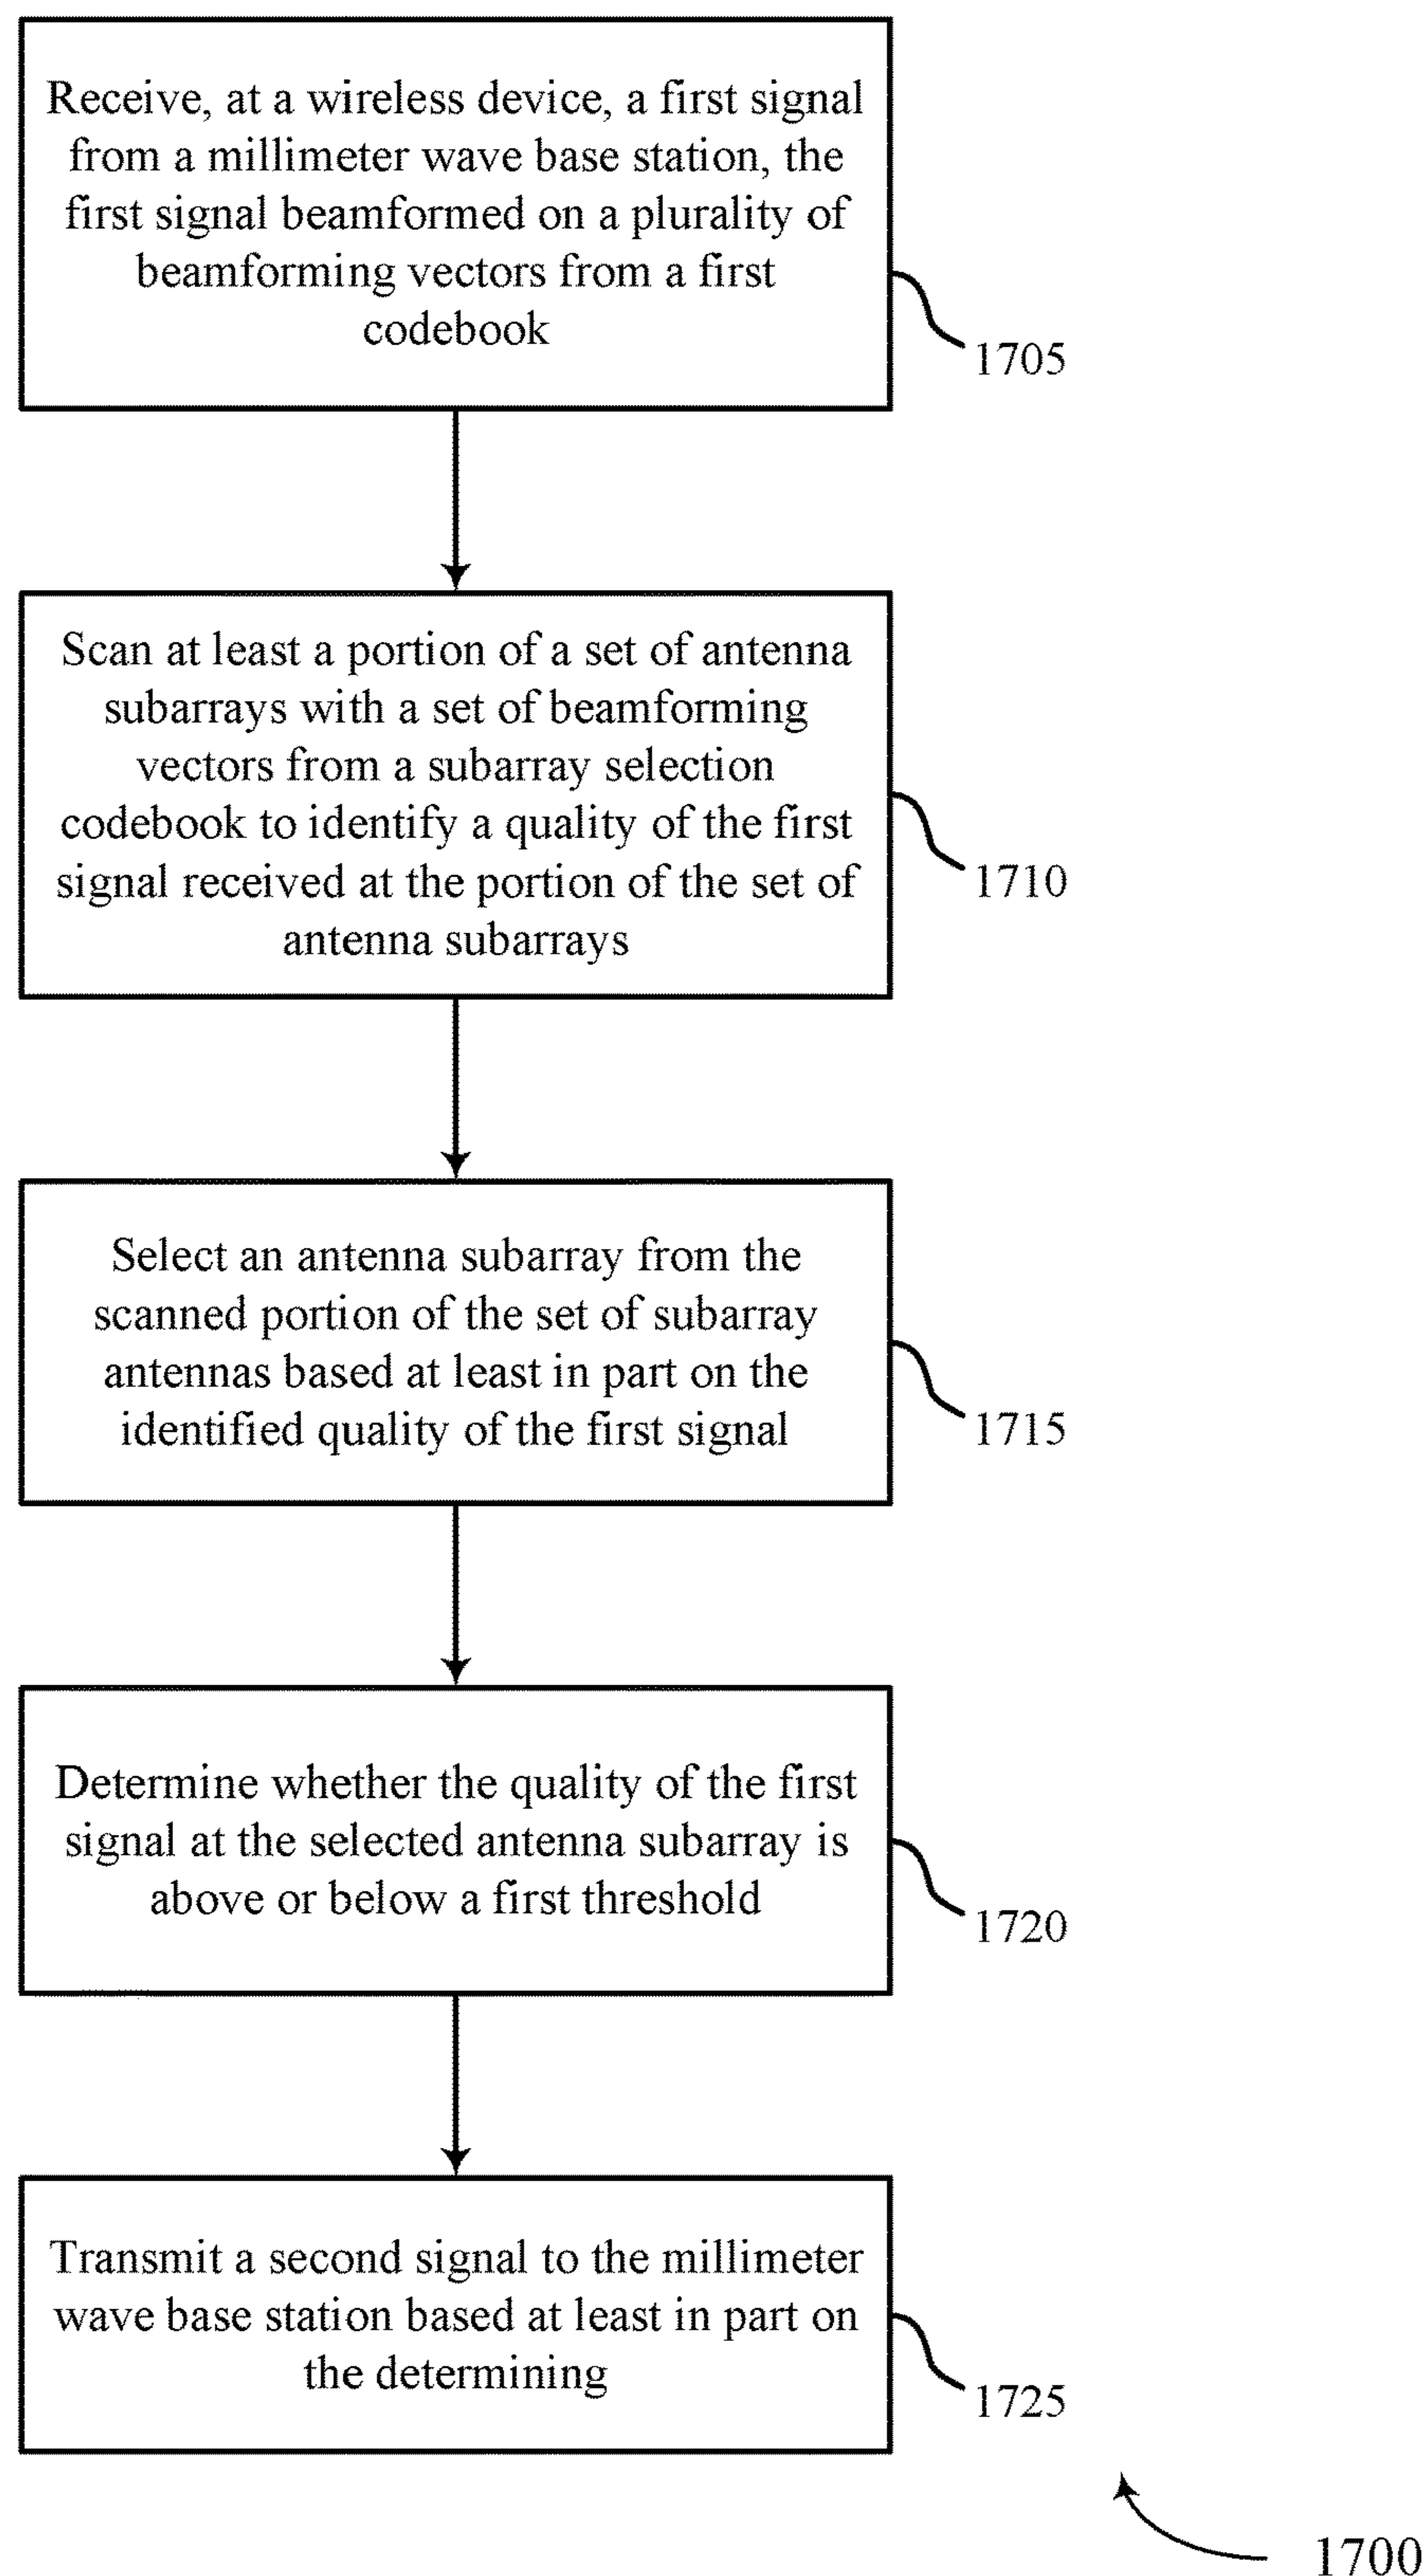 Receive, at a wireless device, a first signal
from a millimeter wave base station, the
first signal beamformed on a plurality of
beamforming vectors from a first
codebook
1705
Scan at least a portion of a set of antenna
subarrays with a set of beamforming
vectors from a subarray selection
codebook to identify a quality of the first
signal received at the portion of the set of
antenna subarrays
1710
Select an antenna subarray from the
scanned portion of the set of subarray
antennas based at least in part on the
identified quality of the first signal
1715
Determine whether the quality of the first
signal at the selected antenna subarray is
above or below a first threshold
1720
Transmit a second signal to the millimeter
wave base station based at least in part on
the determining
1725
1700